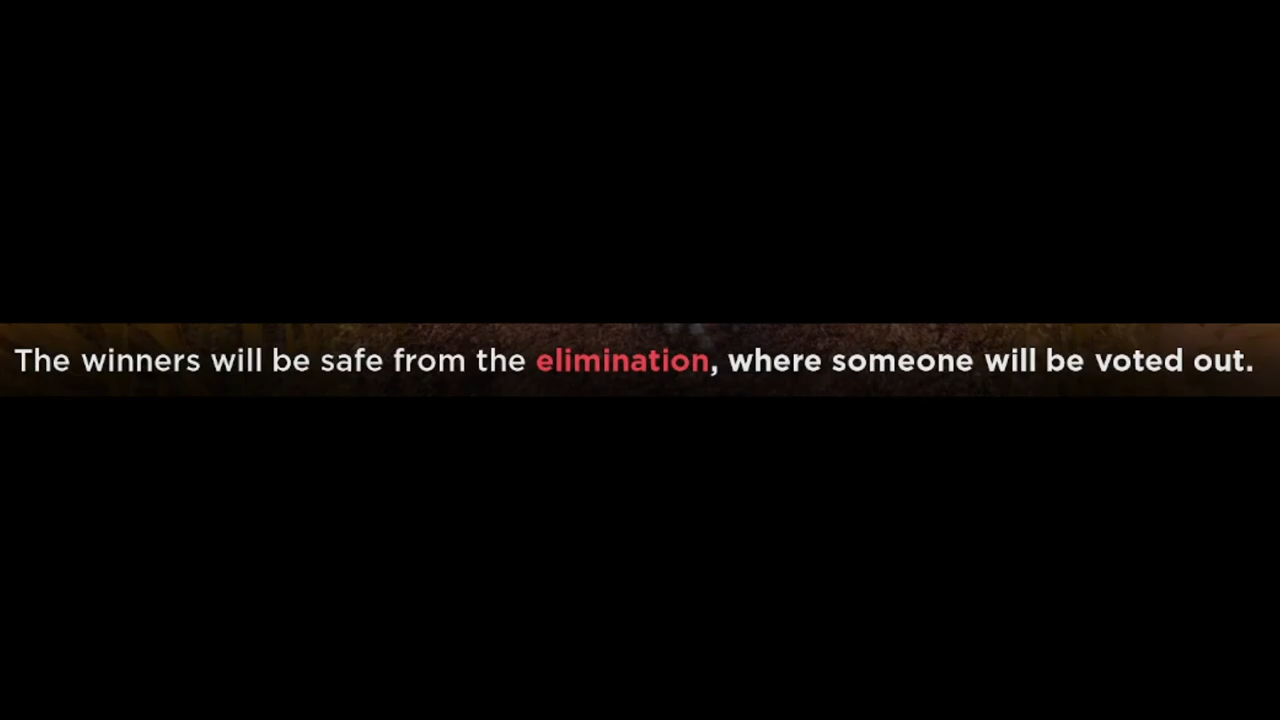 The winners will be safe from the elimination, where someone will be voted out.